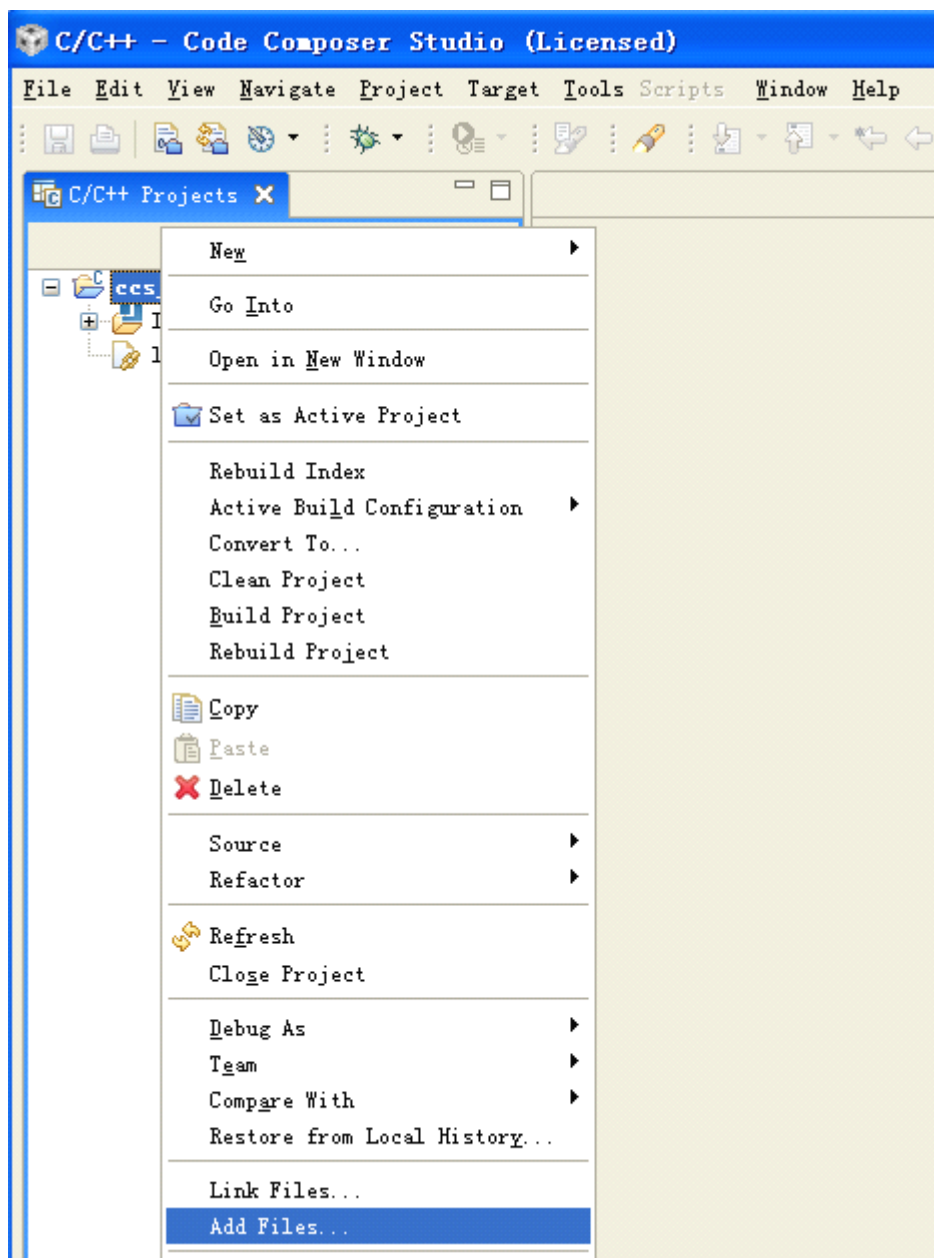 C/C++ - Code Composer Studio (Licensed)
File Edit View Navigate Project Target Tools Scripts Window Help
C/C++ Projects
New
ccs_
Go Into
Open in New Window
Set as Active Project
Rebuild Index
Active Build Configuration
Convert To...
Clean Project
Build Project
Rebuild Project
Copy
Paste
Delete
Source
Refactor
Refresh
Close Project
Debug As
Team
Compare With
Restore from Local History...
Link Files...
Add Files...